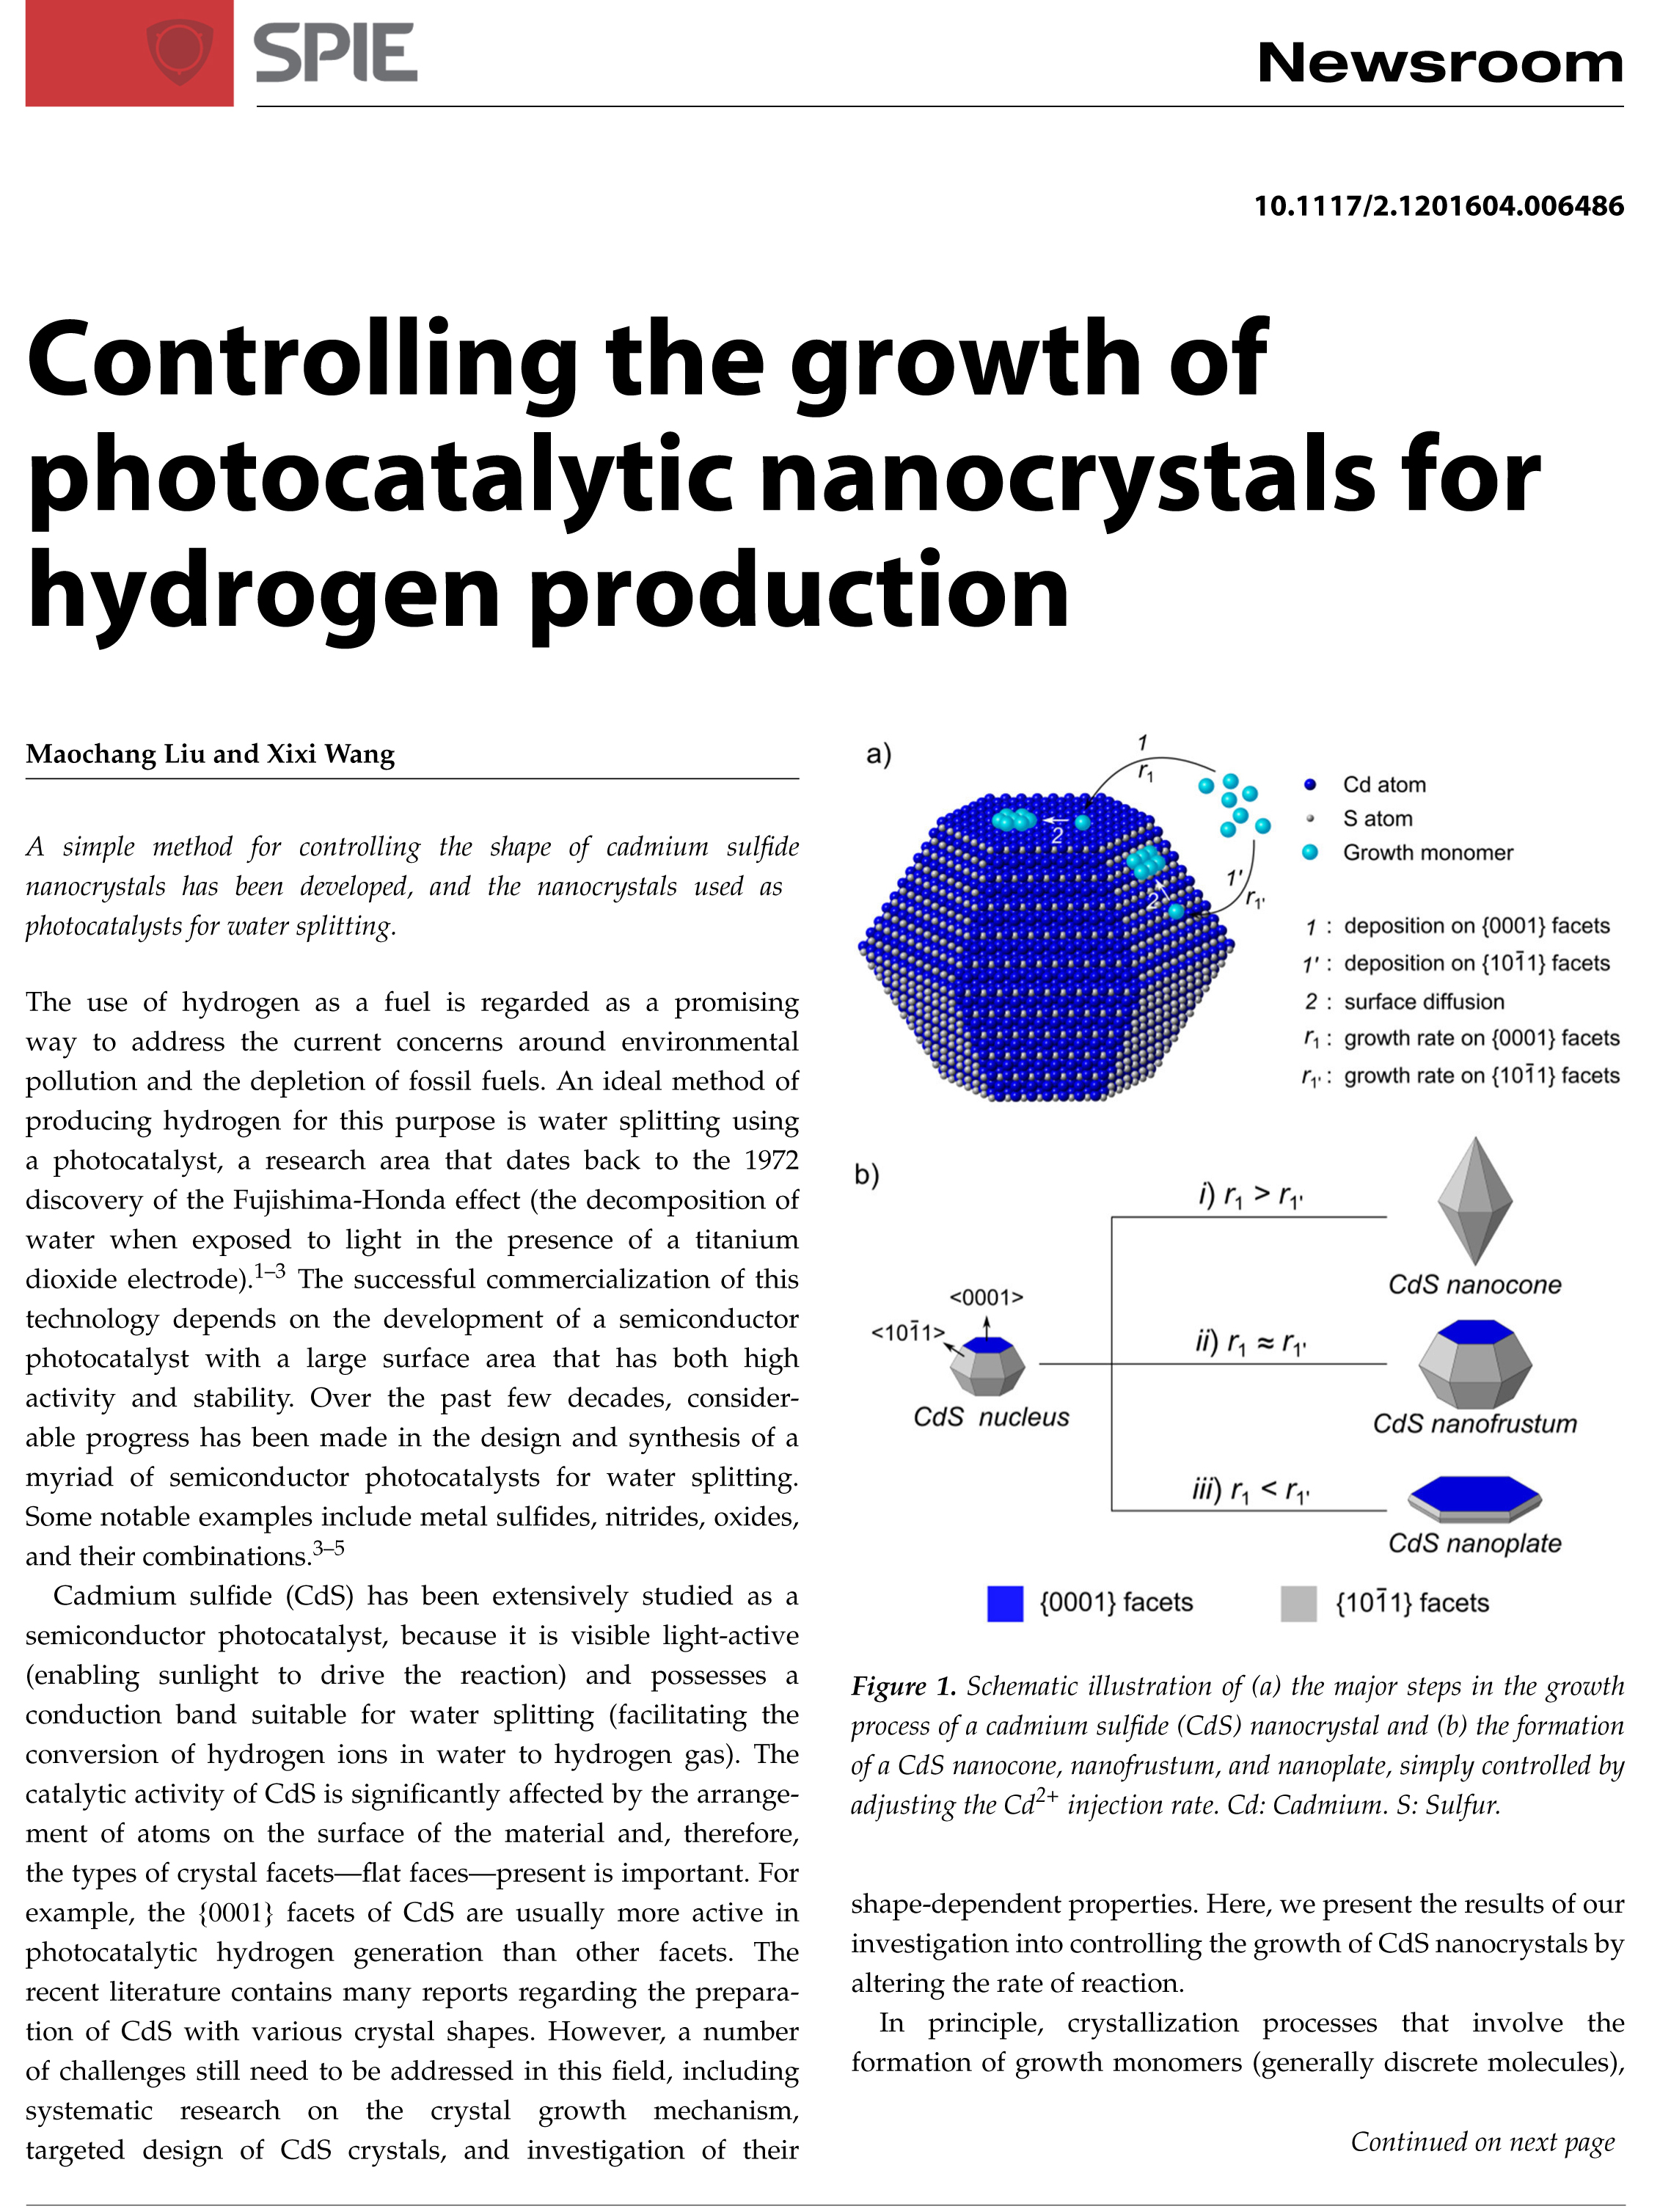 SPIE
Newsroom
10.1117/2.1201604.006486
Controlling the growth of
photocatalytic nanocrystals for
hydrogen production
Maochang Liu and Xixi Wang
A simple method for controlling the shape of cadmium sulfide
nanocrystals has been developed, and the nanocrystals used as
photocatalysts for water splitting.
The use of hydrogen as a fuel is regarded as a promising
way to address the current concerns around environmental
pollution and the depletion of fossil fuels. An ideal method of
producing hydrogen for this purpose is water splitting using
a photocatalyst, a research area that dates back to the 1972
discovery of the Fujishima-Honda effect (the decomposition of
water when exposed to light in the presence of a titanium
dioxide electrode).1–3 The successful commercialization of this
technology depends on the development of a semiconductor
photocatalyst with a large surface area that has both high
activity and stability. Over the past few decades, consider-
able progress has been made in the design and synthesis of a
myriad of semiconductor photocatalysts for water splitting.
Some notable examples include metal sulfides, nitrides, oxides,
and their combinations.3–5
Cadmium sulfide (CdS) has been extensively studied as a
semiconductor photocatalyst, because it is visible light-active
(enabling sunlight to drive the reaction) and possesses a
conduction band suitable for water splitting (facilitating the
conversion of hydrogen ions in water to hydrogen gas). The
catalytic activity of CdS is significantly affected by the arrange-
ment of atoms on the surface of the material and, therefore,
the types of crystal facets—flat faces—present is important. For
example, the {0001} facets of CdS are usually more active in
photocatalytic hydrogen generation than other facets. The
recent literature contains many reports regarding the prepara-
tion of CdS with various crystal shapes. However, a number
of challenges still need to be addressed in this field, including
systematic research on the crystal growth mechanism,
targeted design of CdS crystals, and investigation of their
a)
1
r1
2
1'
r1'
2
Cd atom
S atom
Growth monomer
1 : deposition on {0001} facets
1' : deposition on {101̄1} facets
2 : surface diffusion
r1 : growth rate on {0001} facets
r1' : growth rate on {101̄1} facets
b)
i) r1 > r1'
CdS nanocone
<0001>
<101̄1>
CdS nucleus
ii) r1 ≈ r1'
CdS nanofrustum
iii) r1 < r1'
CdS nanoplate
{0001} facets
{101̄1} facets
Figure 1. Schematic illustration of (a) the major steps in the growth
process of a cadmium sulfide (CdS) nanocrystal and (b) the formation
of a CdS nanocone, nanofrustum, and nanoplate, simply controlled by
adjusting the Cd2+ injection rate. Cd: Cadmium. S: Sulfur.
shape-dependent properties. Here, we present the results of our
investigation into controlling the growth of CdS nanocrystals by
altering the rate of reaction.
In principle, crystallization processes that involve the
formation of growth monomers (generally discrete molecules),
Continued on next page